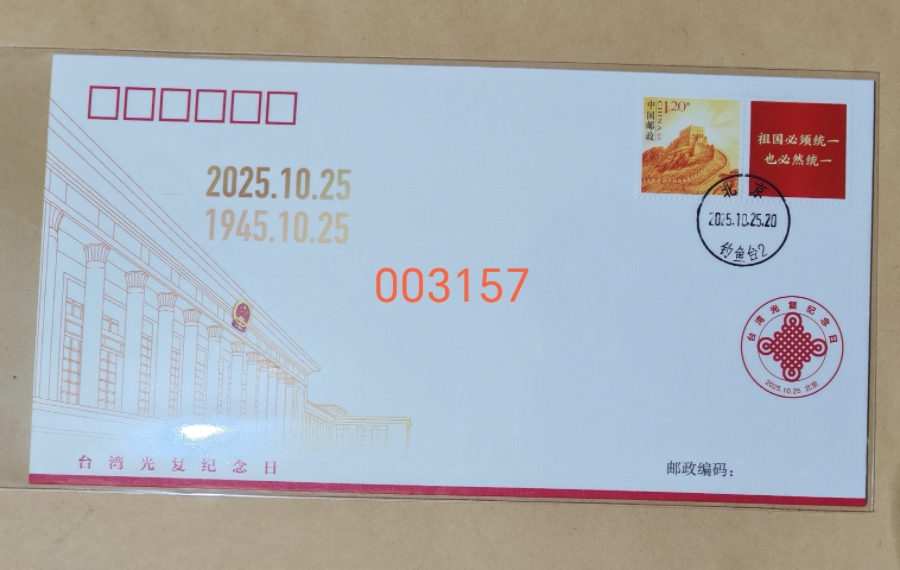 2025.10.25
1945.10.25
中国邮政
CHINA
1.20元
祖国必须统一
也必然统一
北京
2025.10.25.20
钓鱼台2
003157
台湾光复纪念日
2025.10.25 北京
台湾光复纪念日
邮政编码：